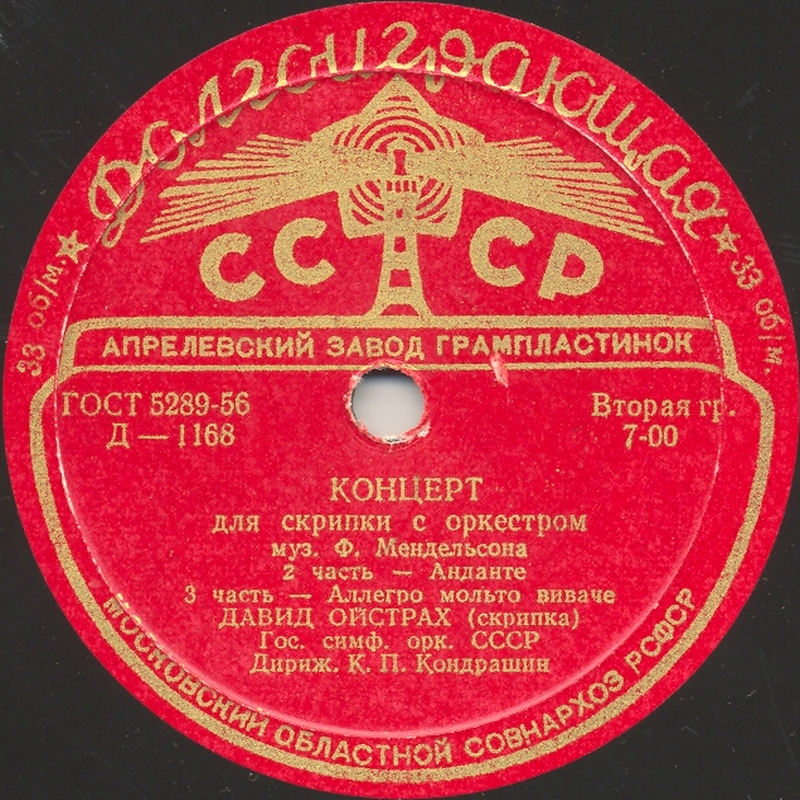 Долгоиграющая
★ 33 об/м. ★ 33 об/м.
СССР
АПРЕЛЕВСКИЙ ЗАВОД ГРАМПЛАСТИНОК
ГОСТ 5289-56
Д — 1168
Вторая гр.
7-00
КОНЦЕРТ
для скрипки с оркестром
муз. Ф. Мендельсона
2 часть — Анданте
3 часть — Аллегро мольто виваче
ДАВИД ОЙСТРАХ (скрипка)
Гос. симф. орк. СССР
Дириж. К. П. Кондрашин
МОСКОВСКИЙ ОБЛАСТНОЙ СОВНАРХОЗ РСФСР